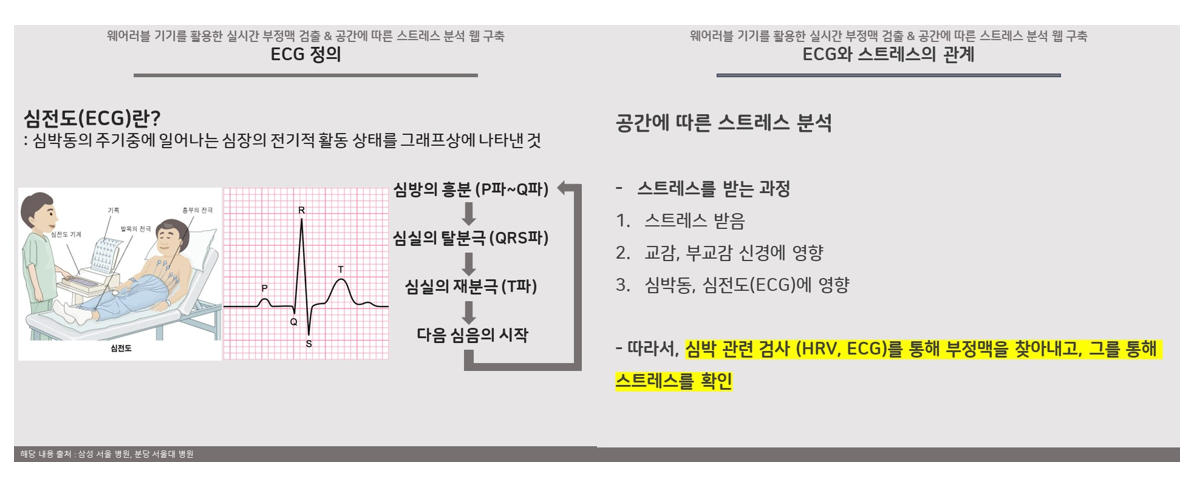 웨어러블 기기를 활용한 실시간 부정맥 검출 & 공간에 따른 스트레스 분석 웹 구축
ECG 정의
심전도(ECG)란?
: 심박동의 주기중에 일어나는 심장의 전기적 활동 상태를 그래프상에 나타낸 것
기록
흉부의 전극
심전도 기계
발목의 전극
심전도
R
P
T
Q
S
심방의 흥분 (P파~Q파)
심실의 탈분극 (QRS파)
심실의 재분극 (T파)
다음 심음의 시작
해당 내용 출처 : 삼성 서울 병원, 분당 서울대 병원
웨어러블 기기를 활용한 실시간 부정맥 검출 & 공간에 따른 스트레스 분석 웹 구축
ECG와 스트레스의 관계
공간에 따른 스트레스 분석
- 스트레스를 받는 과정
1. 스트레스 받음
2. 교감, 부교감 신경에 영향
3. 심박동, 심전도(ECG)에 영향
- 따라서, 심박 관련 검사 (HRV, ECG)를 통해 부정맥을 찾아내고, 그를 통해
스트레스를 확인